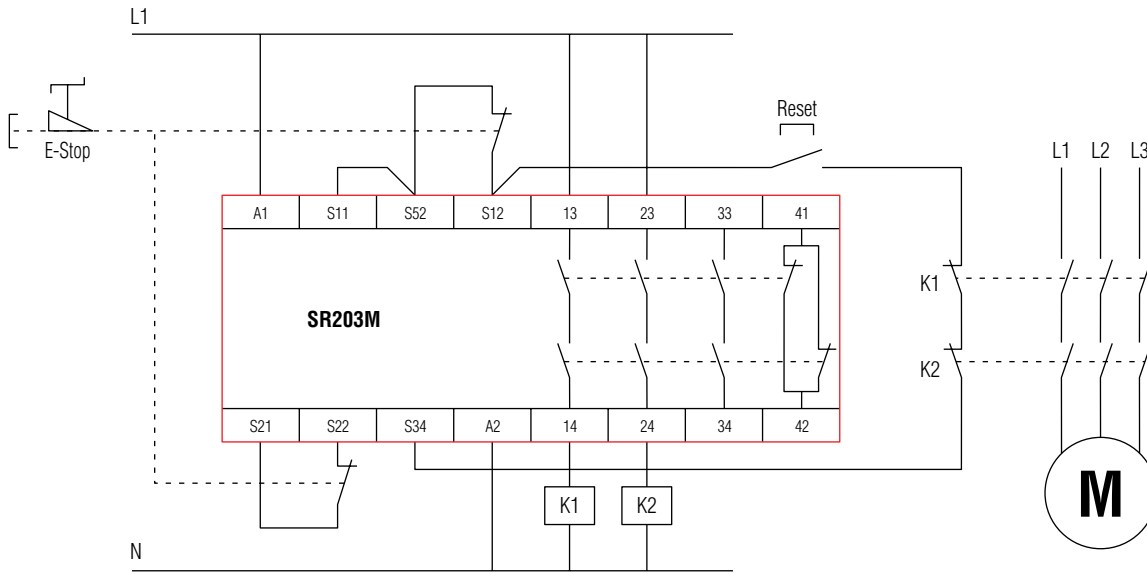 L1
Reset
E-Stop
L1 L2 L3
A1 S11 S52 S12 13 23 33 41
K1
SR203M
K2
S21 S22 S34 A2 14 24 34 42
K1 K2
M
N